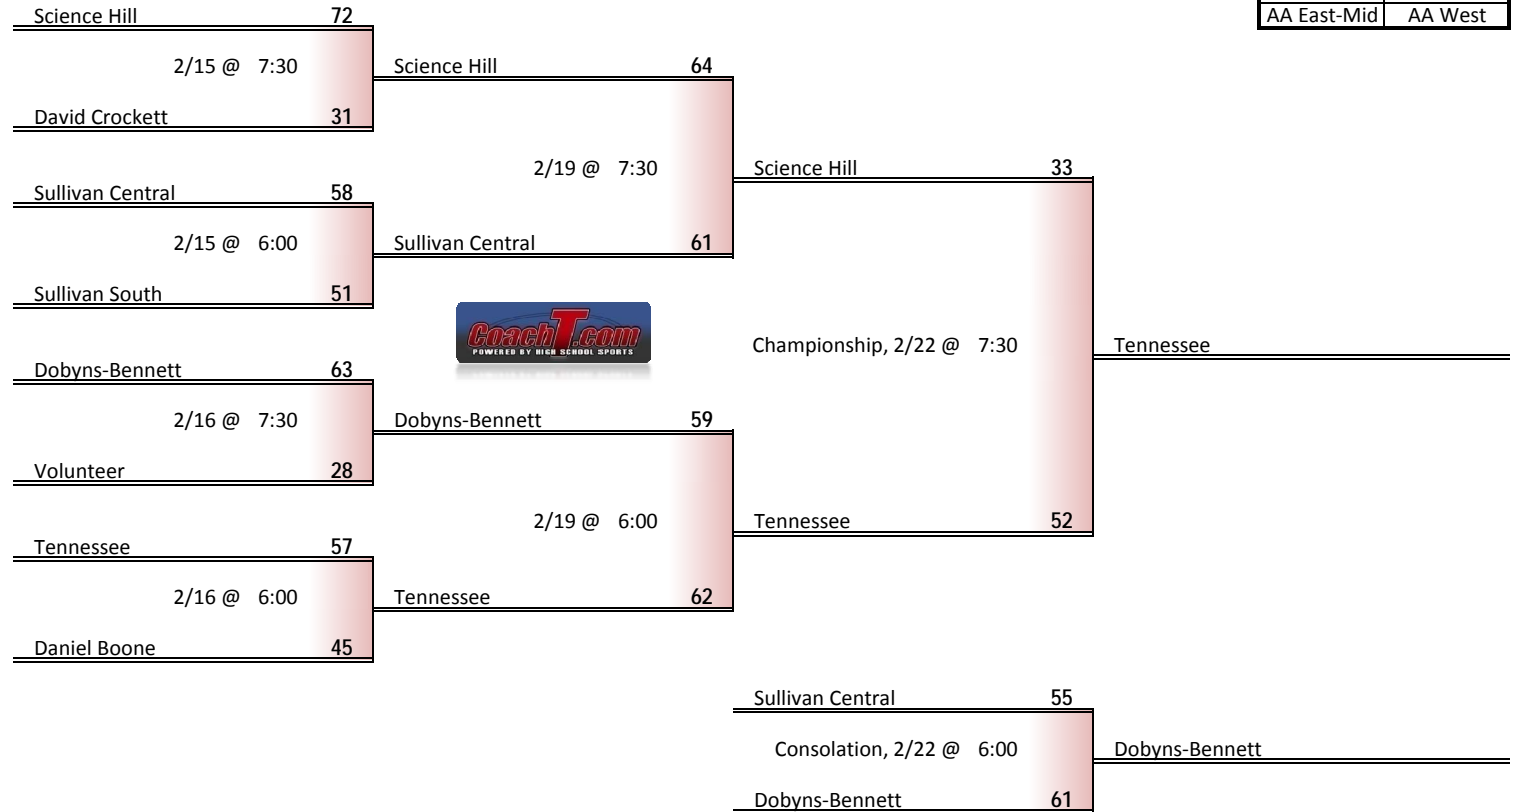 Science Hill 72
AA East-Mid AA West
2/15 @ 7:30
Science Hill 64
David Crockett 31
2/19 @ 7:30
Science Hill 33
Sullivan Central 58
2/15 @ 6:00
Sullivan Central 61
Sullivan South 51
CoachT.com
POWERED BY HIGH SCHOOL SPORTS
Championship, 2/22 @ 7:30
Tennessee
Dobyns-Bennett 63
2/16 @ 7:30
Dobyns-Bennett 59
Volunteer 28
2/19 @ 6:00
Tennessee 52
Tennessee 57
2/16 @ 6:00
Tennessee 62
Daniel Boone 45
Sullivan Central 55
Consolation, 2/22 @ 6:00
Dobyns-Bennett
Dobyns-Bennett 61